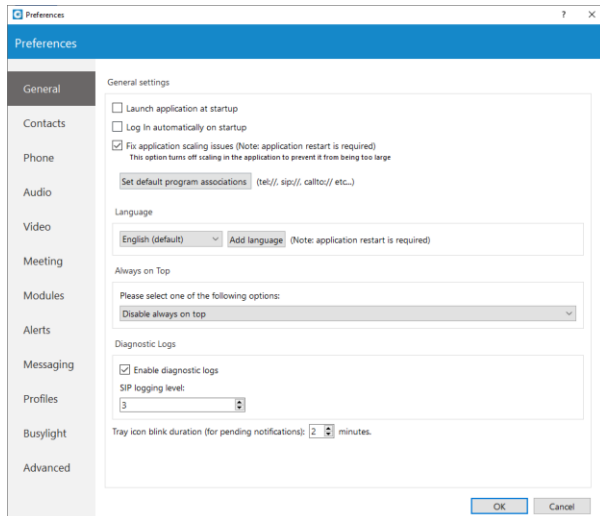 Preferences
Preferences
General
Contacts
Phone
Audio
Video
Meeting
Modules
Alerts
Messaging
Profiles
Busylight
Advanced
General settings
Launch application at startup
Log In automatically on startup
Fix application scaling issues (Note: application restart is required)
This option turns off scaling in the application to prevent it from being too large
Set default program associations (tel://, sip://, callto:// etc...)
Language
English (default) Add language (Note: application restart is required)
Always on Top
Please select one of the following options:
Disable always on top
Diagnostic Logs
Enable diagnostic logs
SIP logging level:
3
Tray icon blink duration (for pending notifications): 2 minutes.
OK Cancel